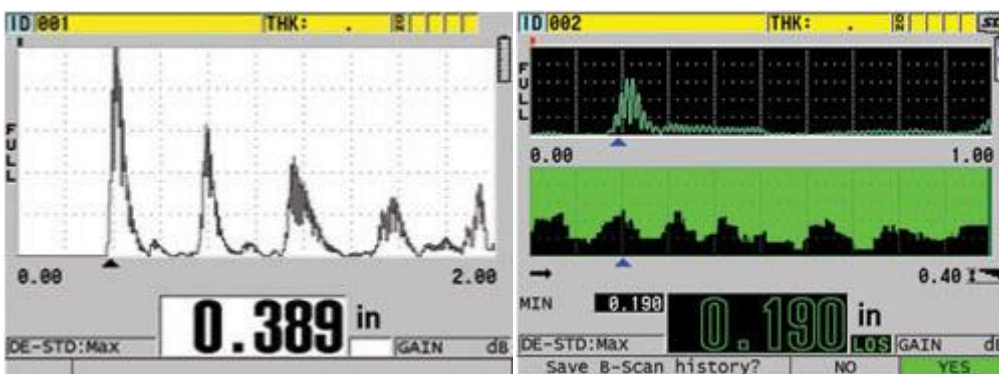 ID 001 THK: .
FULL
0.00 2.00
0.389 in
DE-STD:Max GAIN dB
ID 002 THK: .
FULL
0.00 1.00
0.40
MIN 0.190 0.190 in
DE-STD:Max LOS GAIN dB
Save B-Scan history? NO YES